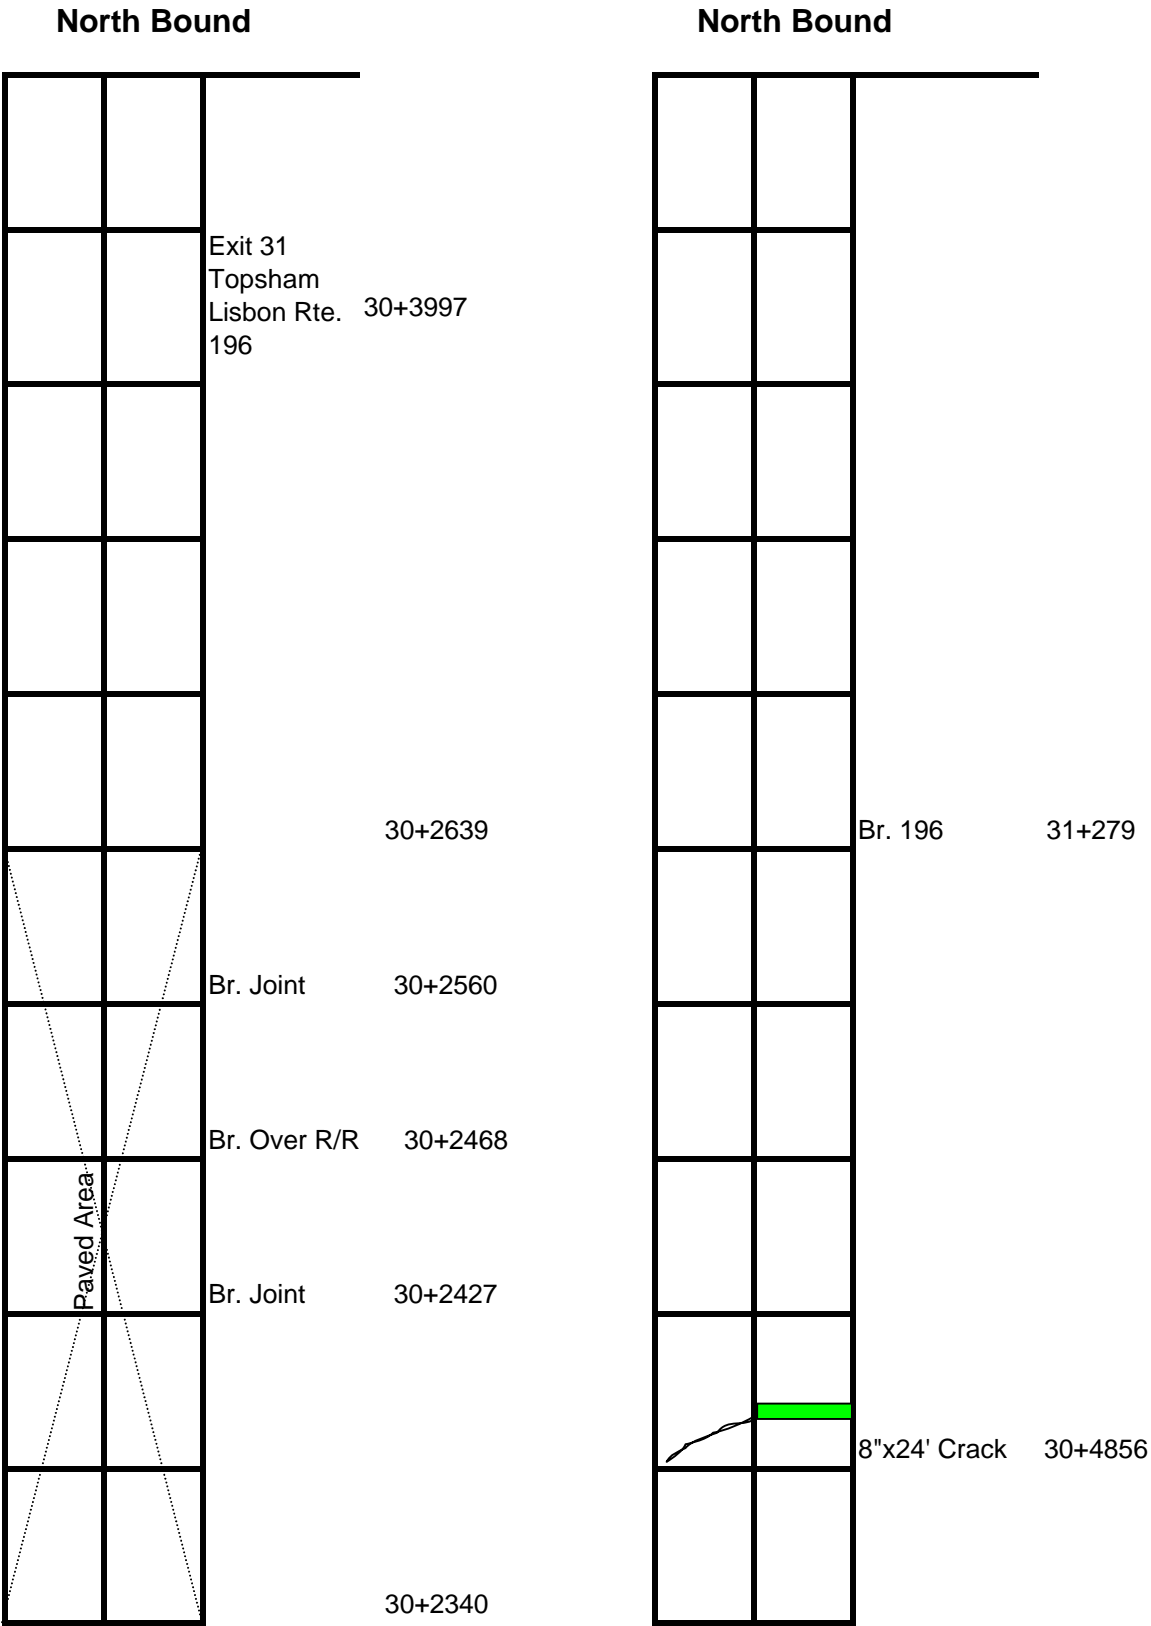 North Bound
Exit 31
Topsham
Lisbon Rte.
196
30+3997
30+2639
Br. Joint 30+2560
Br. Over R/R 30+2468
Paved Area
Br. Joint 30+2427
30+2340
North Bound
Br. 196 31+279
8"x24' Crack 30+4856